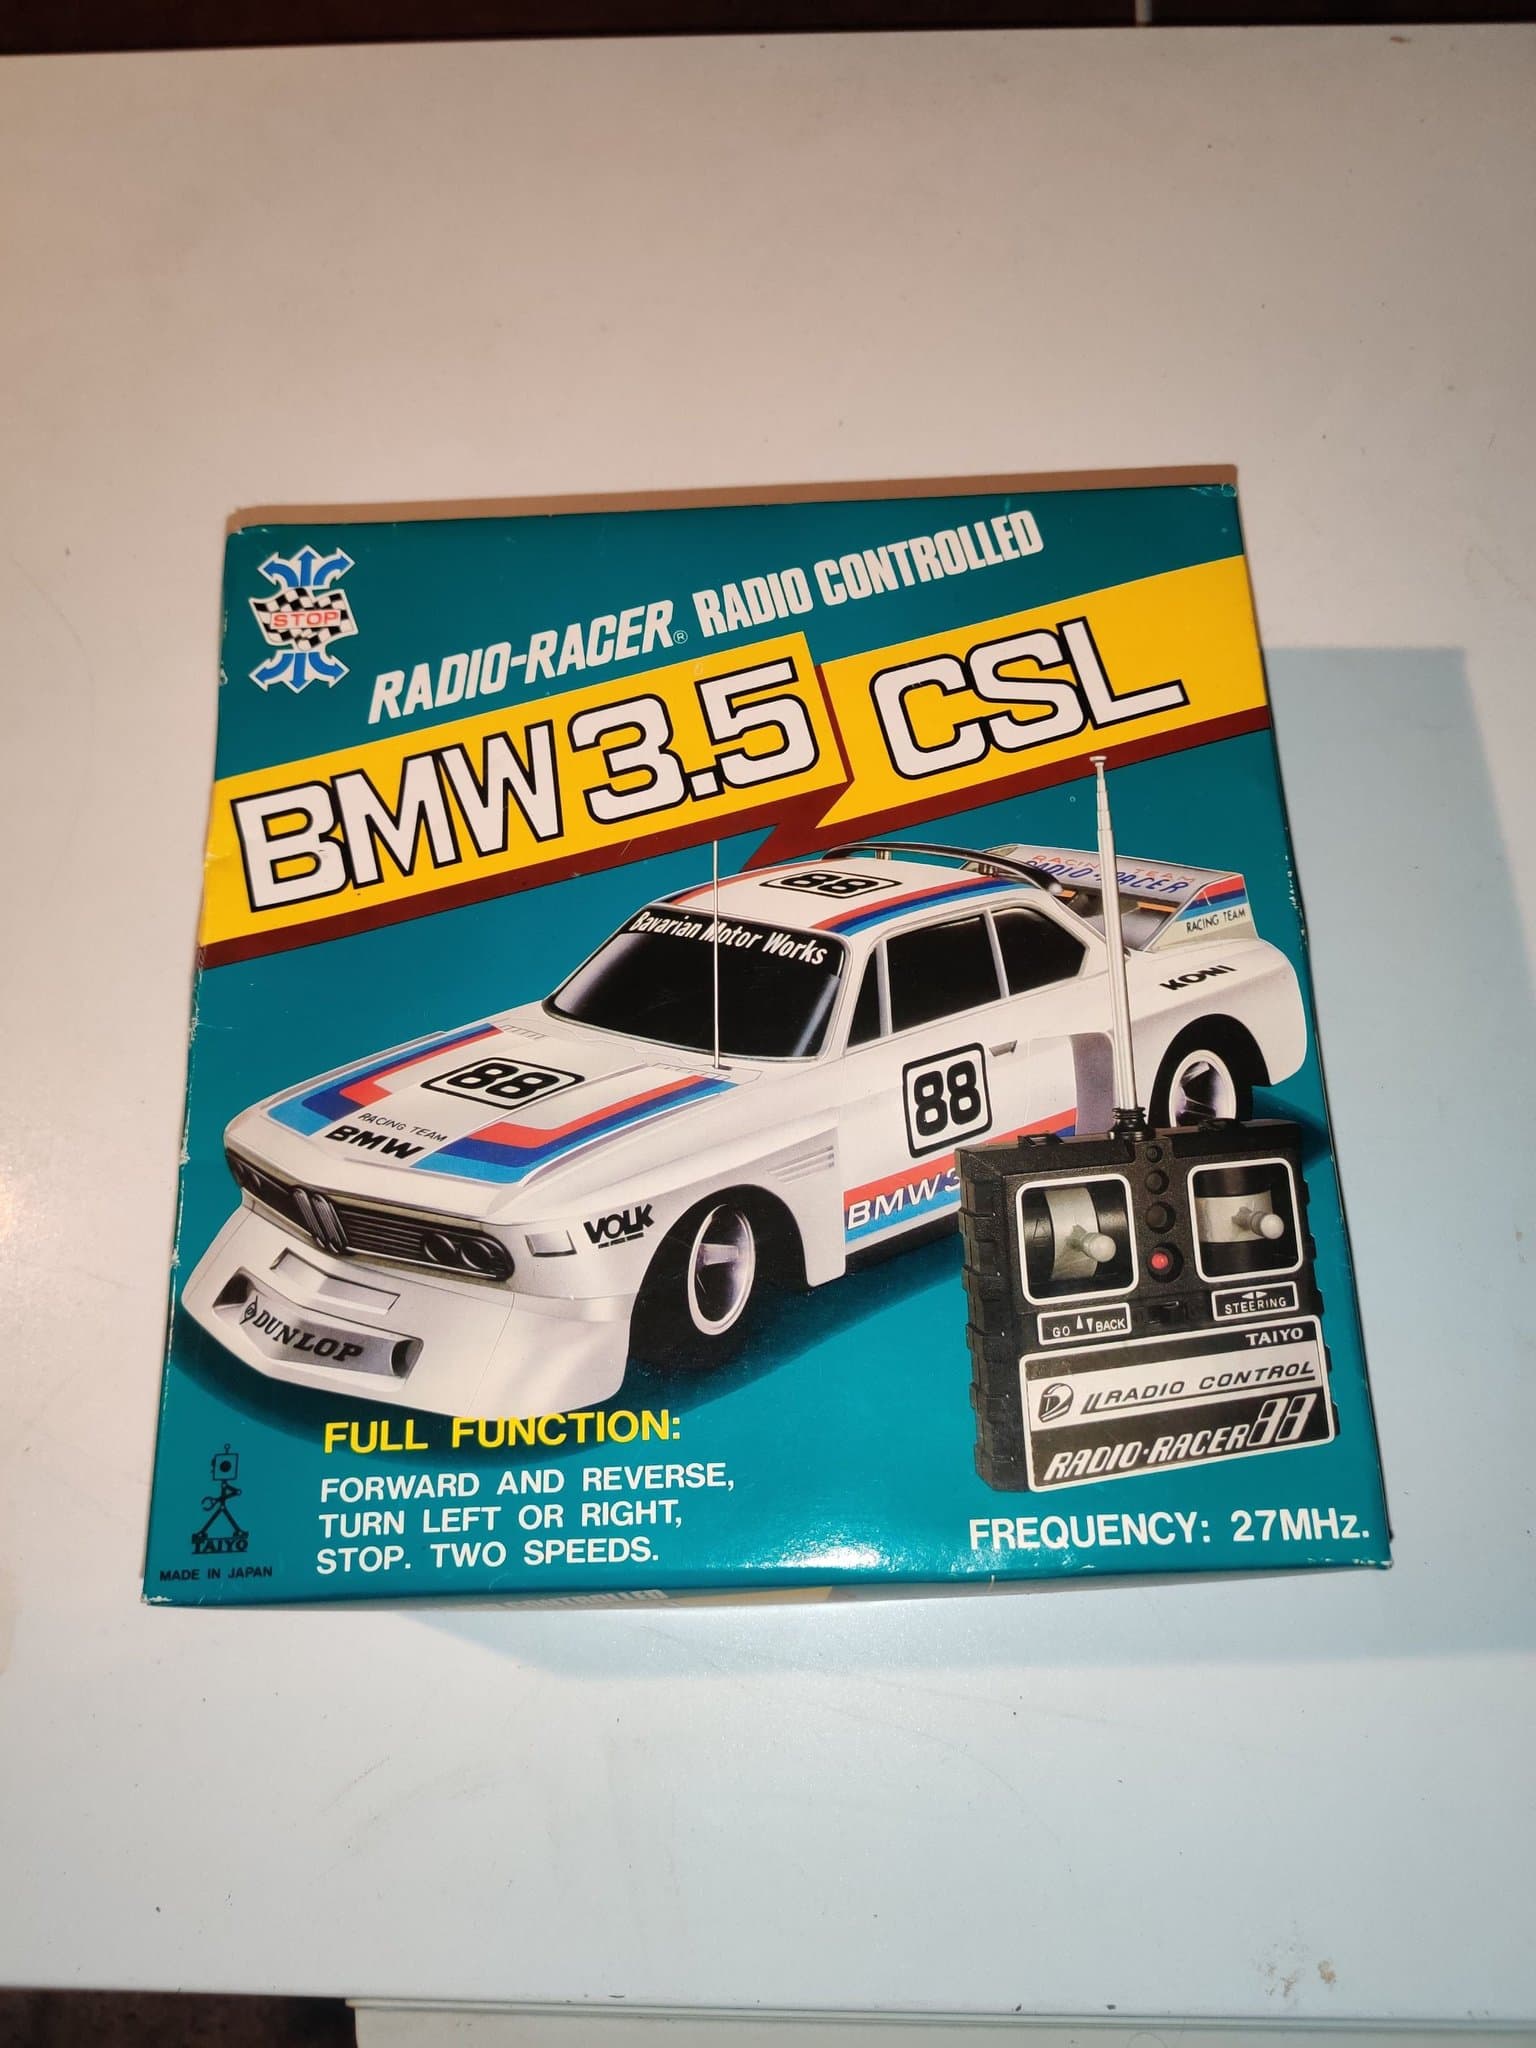 STOP
RADIO-RACER® RADIO CONTROLLED
BMW 3.5 CSL
88
RACING TEAM
RADIO-RACER
RACING TEAM
Bavarian Motor Works
KONI
88
88
RACING TEAM
BMW
BMW 3
VOLK
DUNLOP
GO ▲▼ BACK
◀▶
STEERING
TAIYO
RADIO CONTROL
RADIO·RACER
FULL FUNCTION:
FORWARD AND REVERSE,
TURN LEFT OR RIGHT,
STOP. TWO SPEEDS.
FREQUENCY: 27MHz.
TAIYO
MADE IN JAPAN